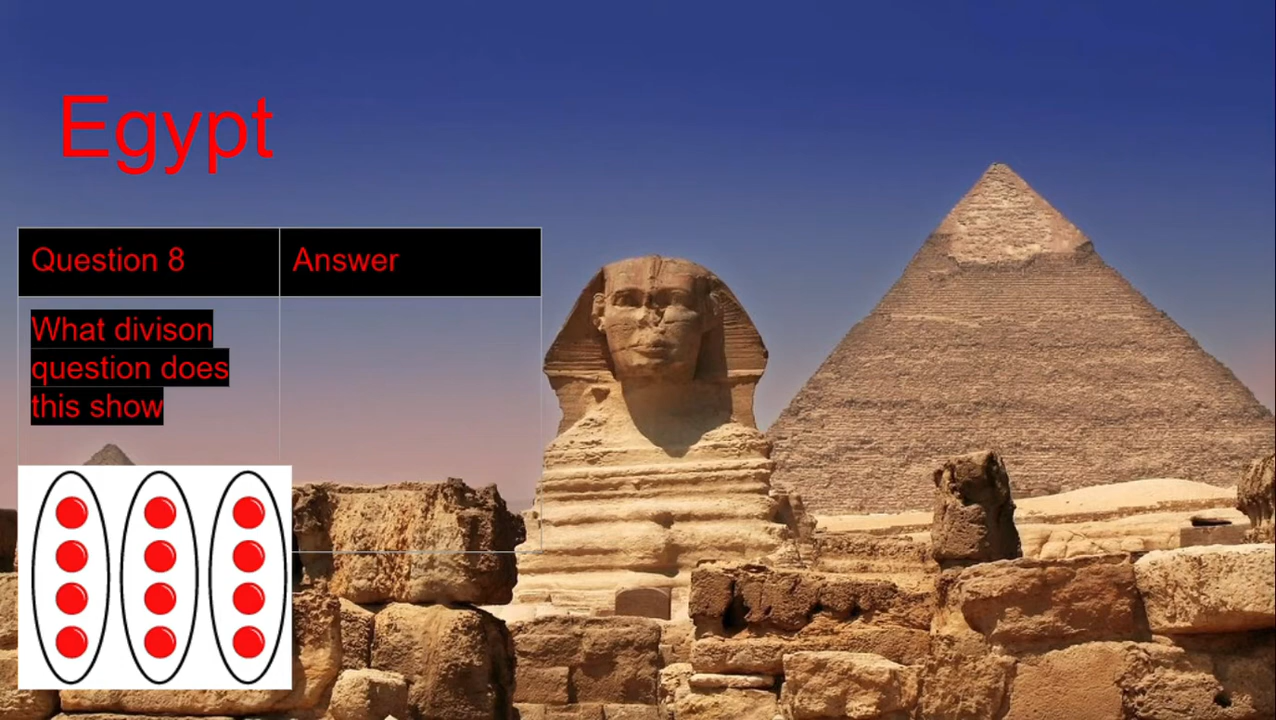 Egypt
Question 8
Answer
What divison
question does
this show